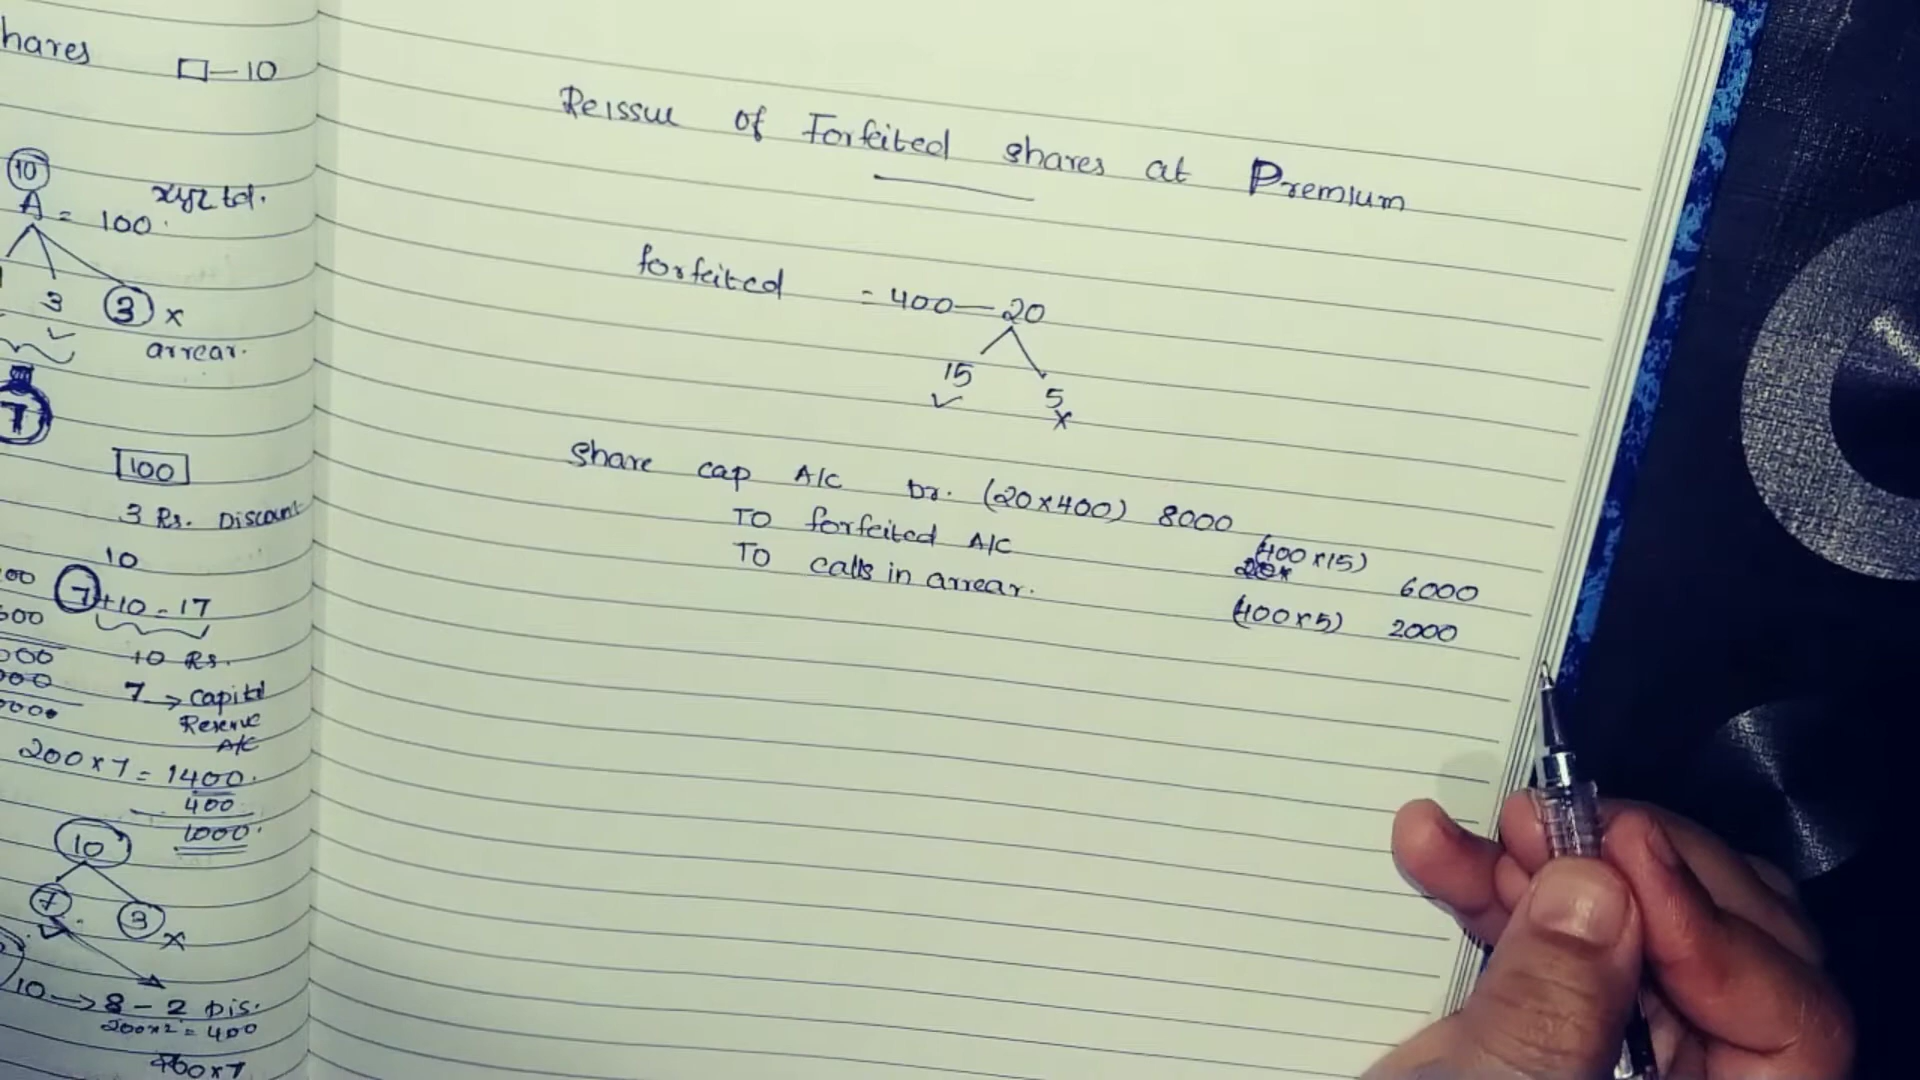 hares □—10
10
A = 100.
xyz Ltd.
3 3 x
arrear.
7
100
3 Rs. Discount
10
7+10=17
10 Rs.
7 → capital
Reserve
A/C
200x7 = 1400.
400
1000.
10
7 3 x
10 → 8 - 2 Dis.
200x2 = 400
Reissue of Forfeited shares at Premium
forfeited = 400—20
15 5
✓ x
Share cap A/C Dr. (20x400) 8000
To forfeited A/C (400x15) 6000
20x
To calls in arrear. (400x5) 2000